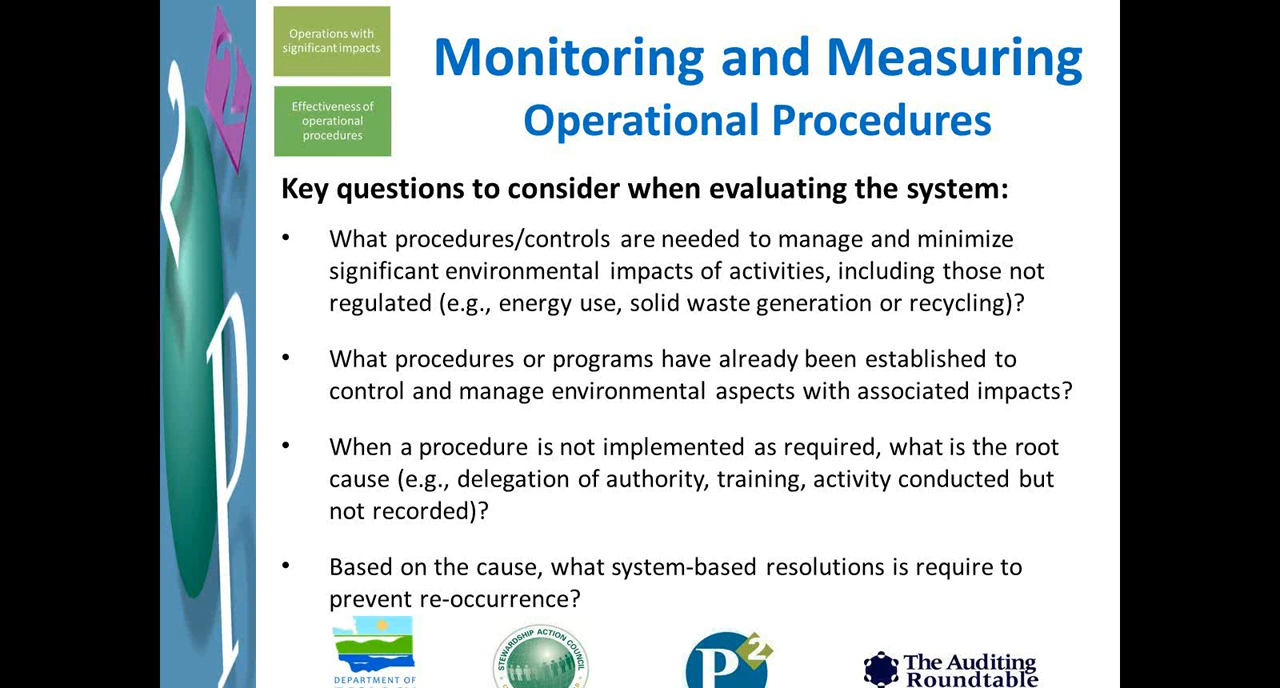 Operations with
significant impacts
Effectiveness of
operational
procedures
Monitoring and Measuring
Operational Procedures
Key questions to consider when evaluating the system:
• What procedures/controls are needed to manage and minimize
significant environmental impacts of activities, including those not
regulated (e.g., energy use, solid waste generation or recycling)?
• What procedures or programs have already been established to
control and manage environmental aspects with associated impacts?
• When a procedure is not implemented as required, what is the root
cause (e.g., delegation of authority, training, activity conducted but
not recorded)?
• Based on the cause, what system-based resolutions is require to
prevent re-occurrence?
2
2
P
DEPARTMENT OF
STEWARDSHIP ACTION COUNCIL
P2
The Auditing
Roundtable